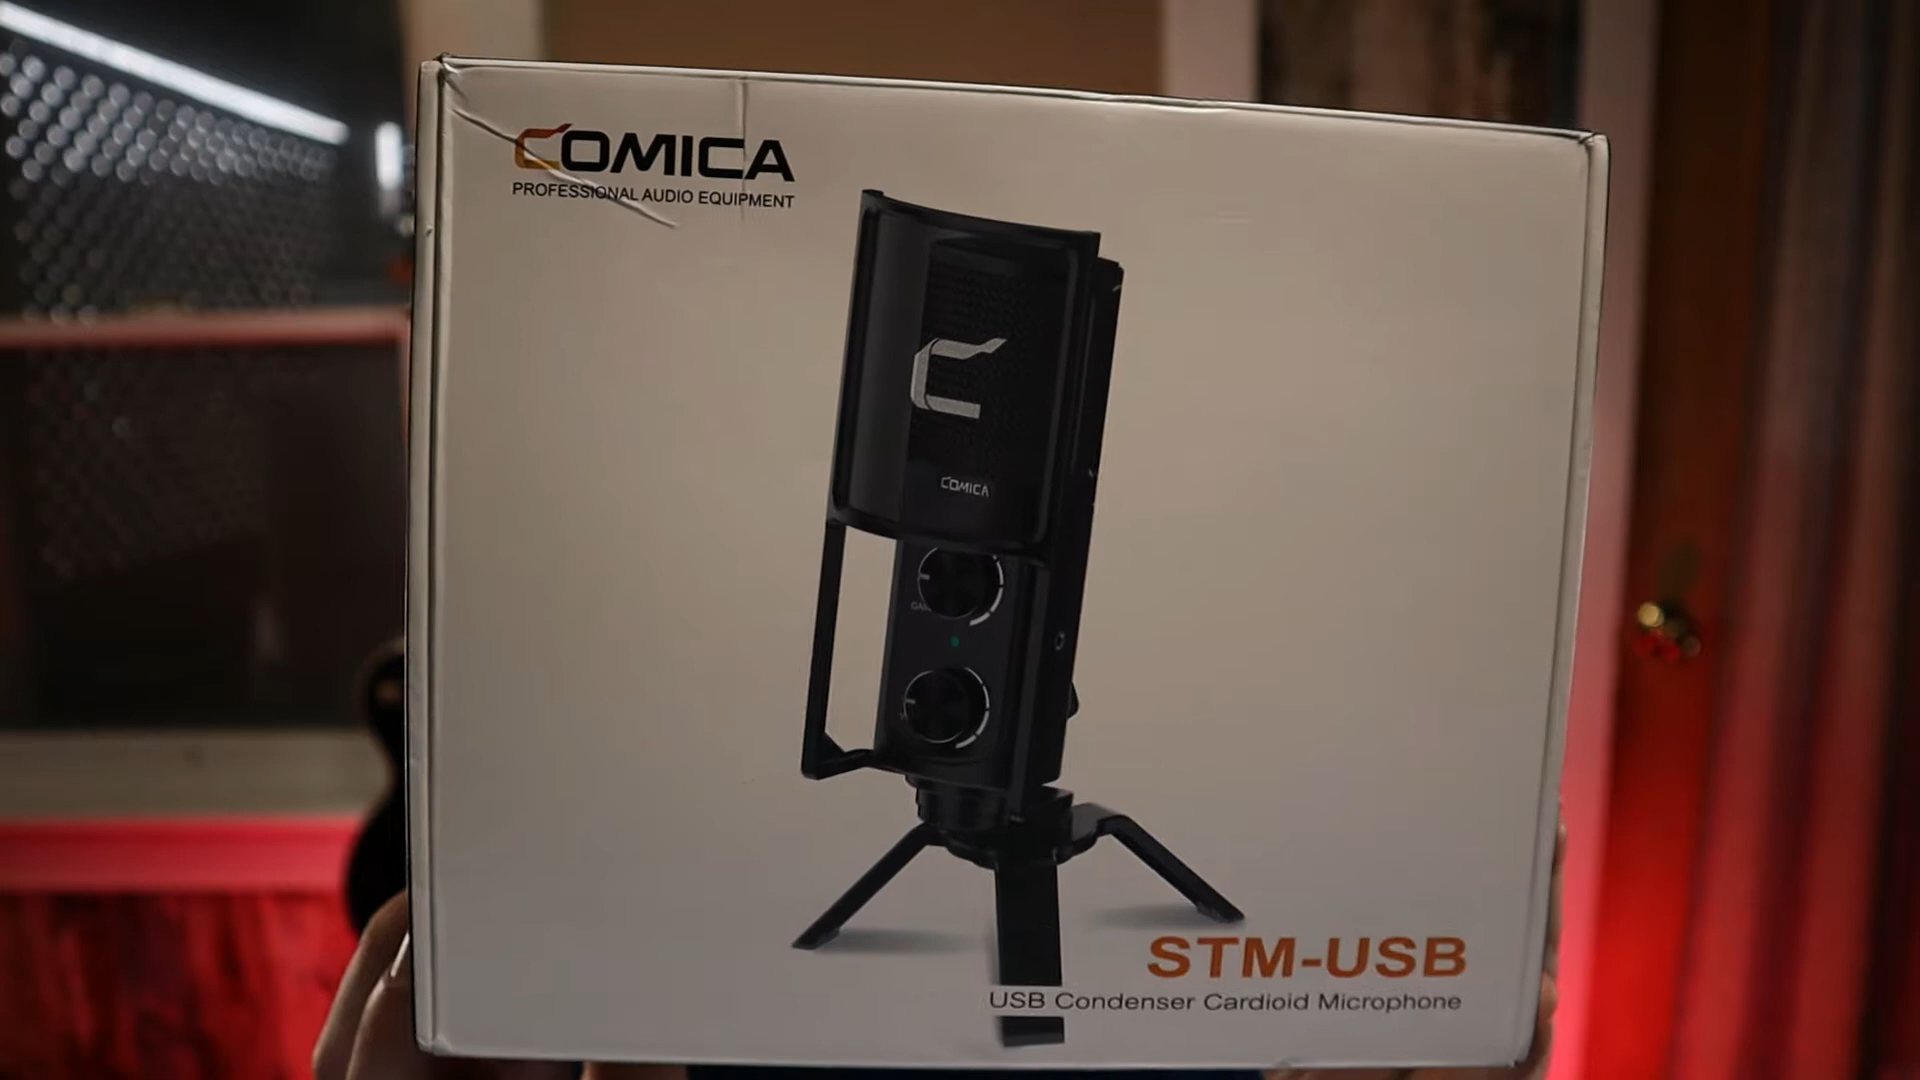 COMICA
PROFESSIONAL AUDIO EQUIPMENT
COMICA
STM-USB
USB Condenser Cardioid Microphone